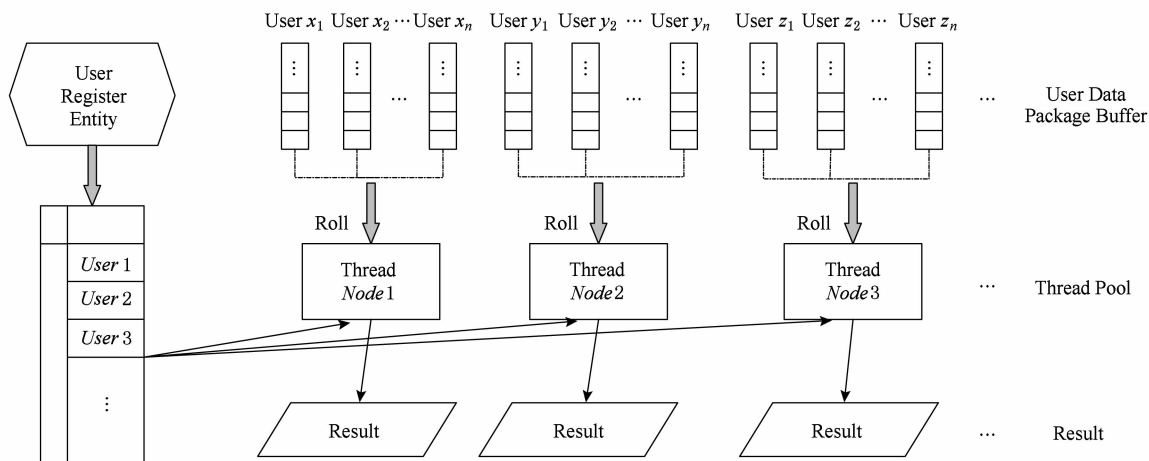 User x₁ User x₂ ··· User xₙ User y₁ User y₂ ··· User yₙ User z₁ User z₂ ··· User zₙ
User
Register
Entity
⋮ ⋮ ⋮ ⋮ ⋮ ⋮ ⋮ ⋮ ⋮
··· ··· ··· ···
User Data
Package Buffer
Roll Roll Roll
User 1
User 2
User 3
⋮
Thread
Node1
Thread
Node2
Thread
Node3
··· Thread Pool
Result Result Result ··· Result